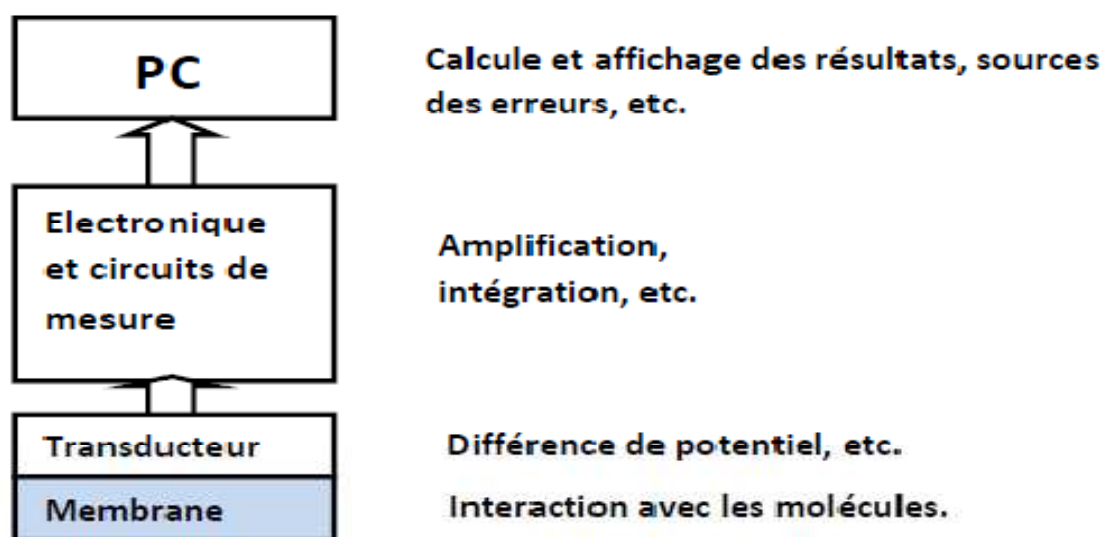 PC
Calcule et affichage des résultats, sources
des erreurs, etc.
Electronique
et circuits de
mesure
Amplification,
intégration, etc.
Transducteur
Différence de potentiel, etc.
Membrane
Interaction avec les molécules.